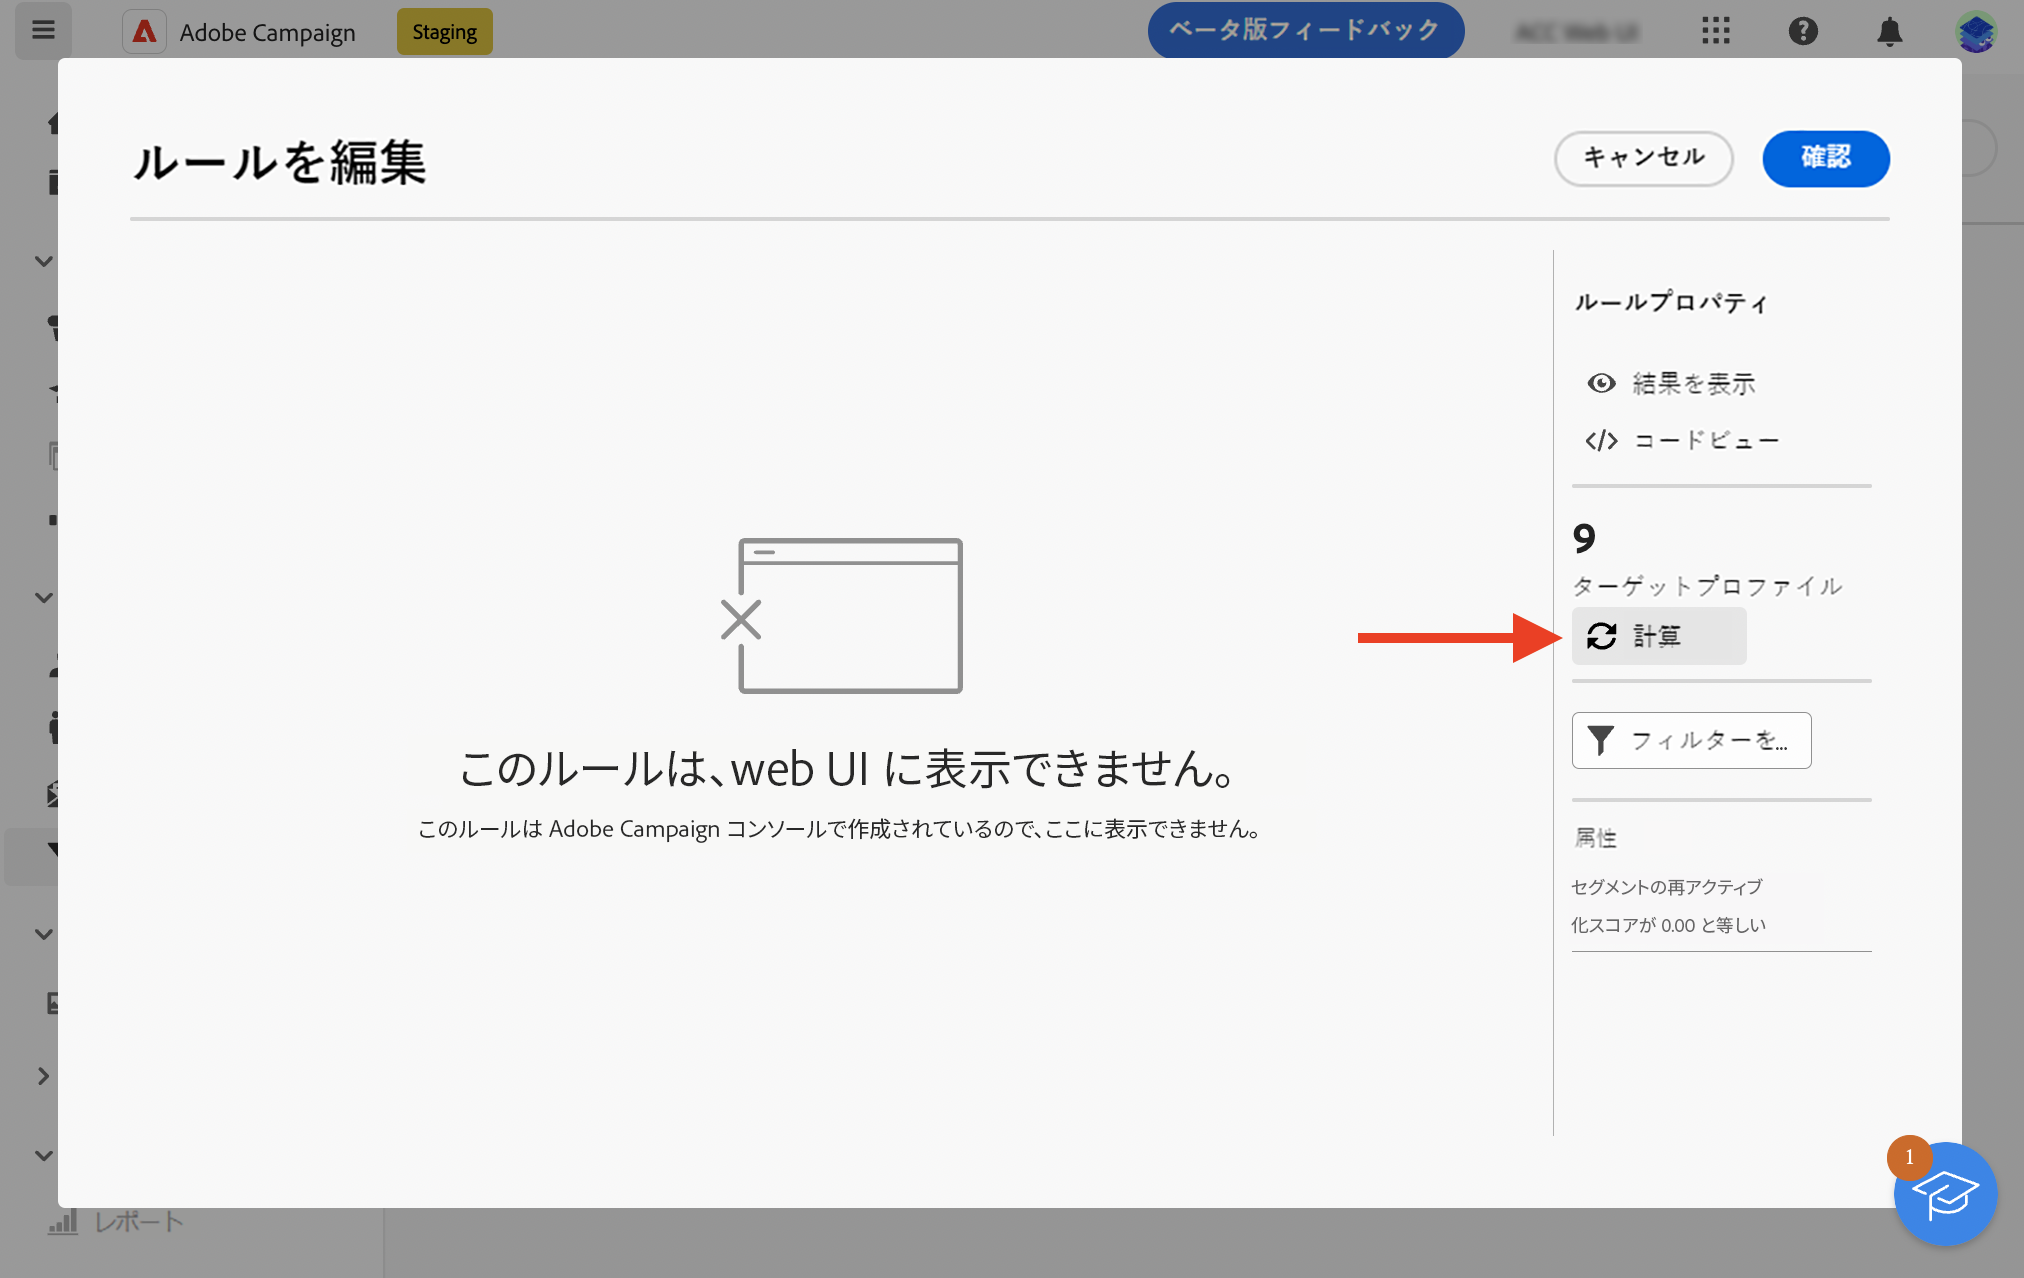 Adobe Campaign
Staging
ベータ版フィードバック
ACC Web UI
ルールを編集
キャンセル
確認
ルールプロパティ
結果を表示
コードビュー
9
ターゲットプロファイル
計算
フィルターを...
属性
セグメントの再アクティブ
化スコアが 0.00 と等しい
このルールは、web UI に表示できません。
このルールは Adobe Campaign コンソールで作成されているので、ここに表示できません。
1
レポート